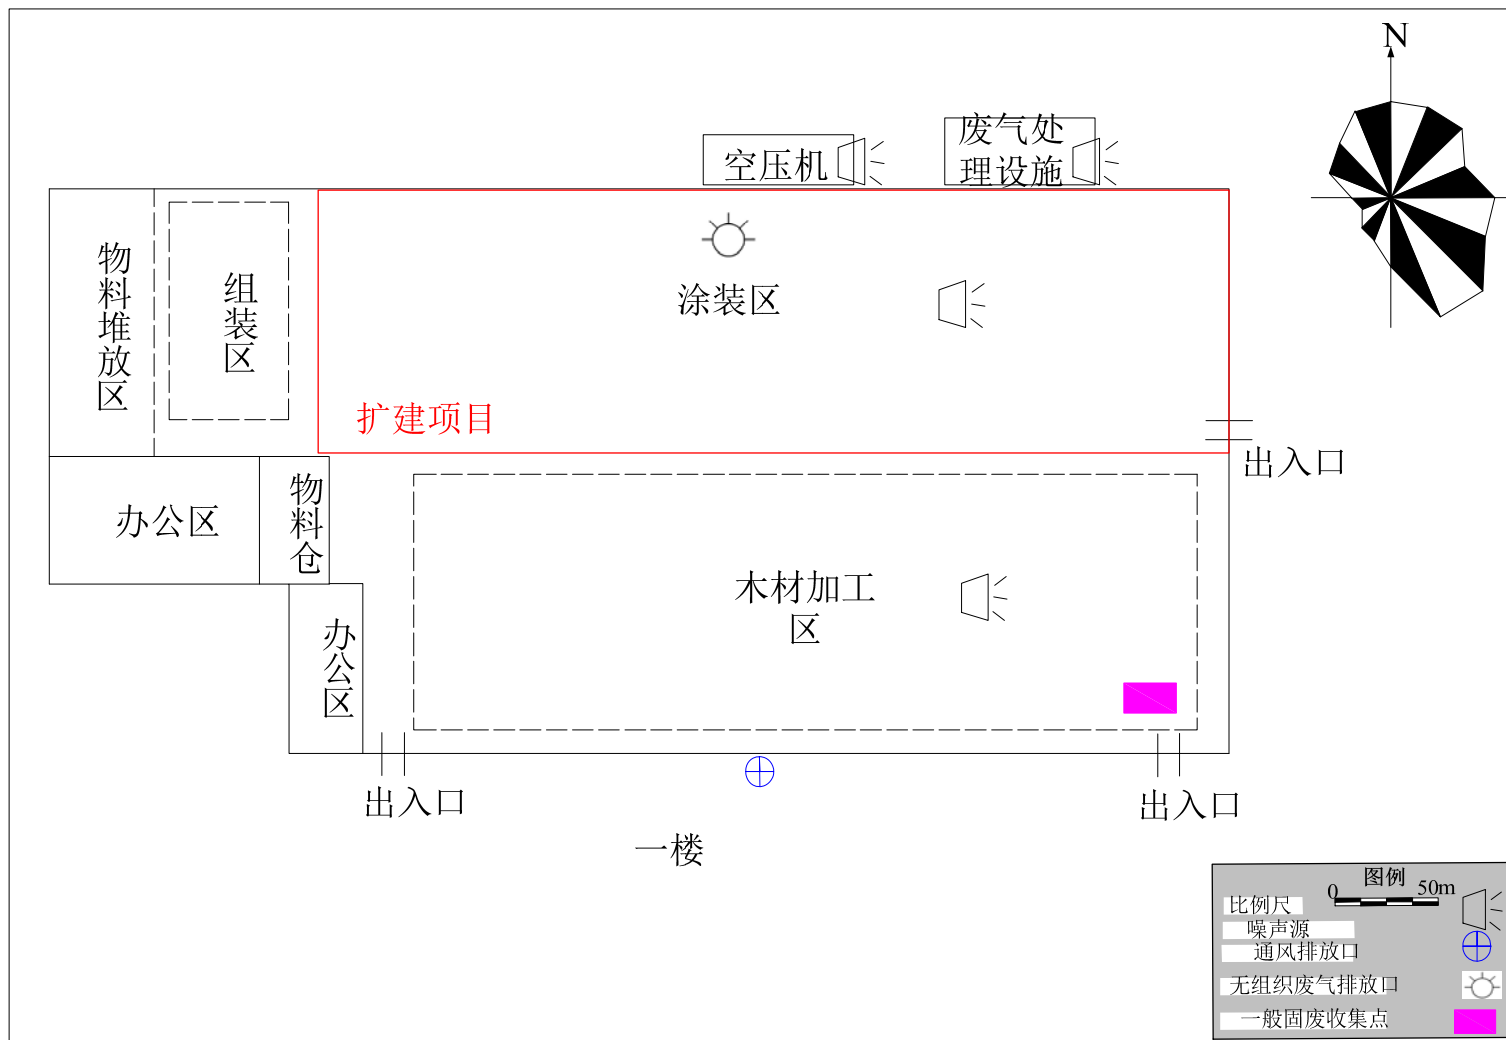 N
废气处
理设施
空压机
物料堆放区
组装区
涂装区
扩建项目
出入口
办公区
物料仓
木材加工
区
办公区
出入口
出入口
一楼
图例
0 50m
比例尺
噪声源
通风排放口
无组织废气排放口
一般固废收集点